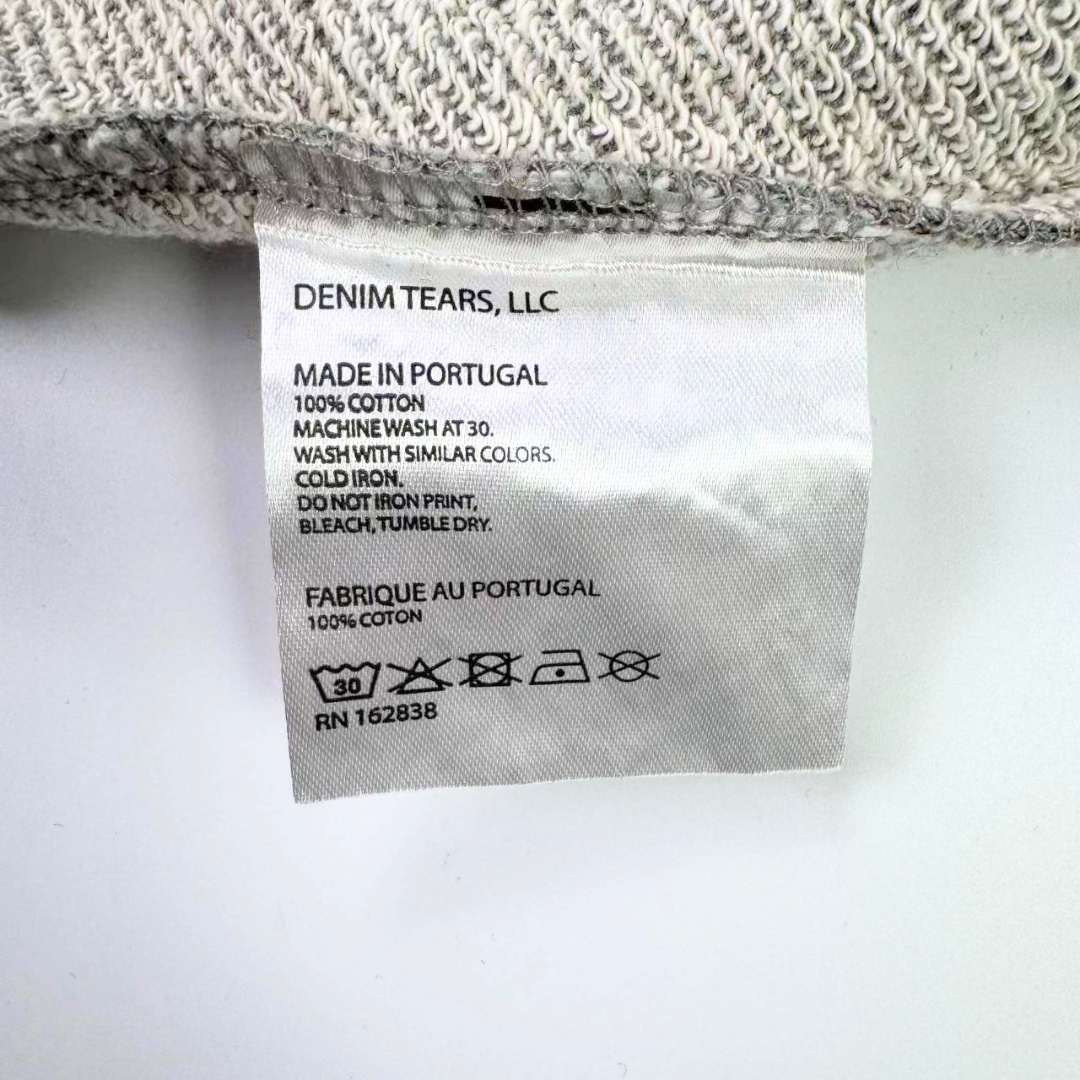 DENIM TEARS, LLC
MADE IN PORTUGAL
100% COTTON
MACHINE WASH AT 30.
WASH WITH SIMILAR COLORS.
COLD IRON.
DO NOT IRON PRINT,
BLEACH, TUMBLE DRY.
FABRIQUE AU PORTUGAL
100% COTON
30
RN 162838